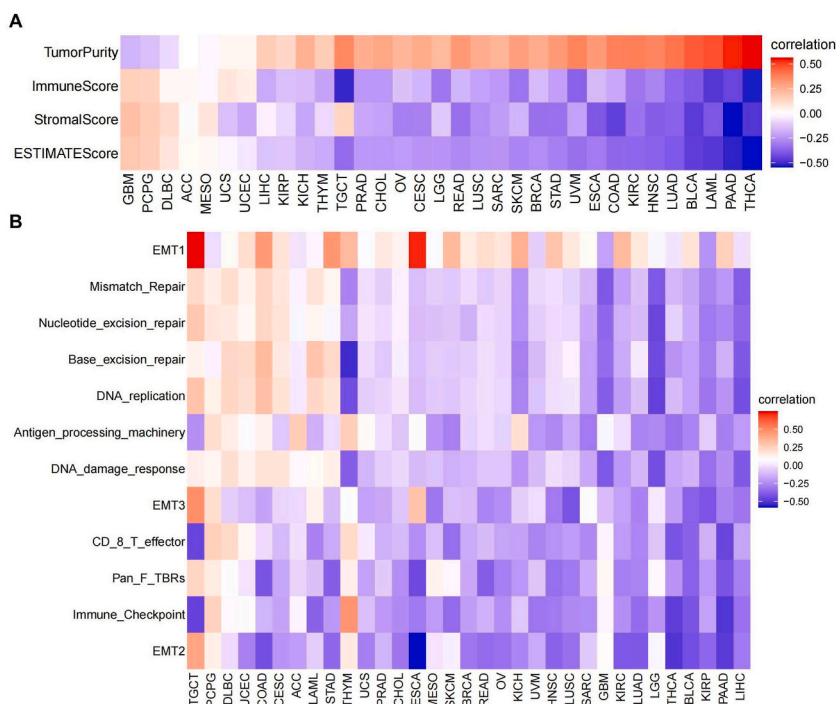 A
TumorPurity
ImmuneScore
StromalScore
ESTIMATEScore
correlation
0.50
0.25
0.00
−0.25
−0.50
GBM PCPG DLBC ACC MESO UCS UCEC LIHC KIRP KICH THYM TGCT PRAD CHOL OV CESC LGG READ LUSC SARC SKCM BRCA STAD UVM ESCA COAD KIRC HNSC LUAD BLCA LAML PAAD THCA
B
EMT1
Mismatch_Repair
Nucleotide_excision_repair
Base_excision_repair
DNA_replication
Antigen_processing_machinery
DNA_damage_response
EMT3
CD_8_T_effector
Pan_F_TBRs
Immune_Checkpoint
EMT2
correlation
0.50
0.25
0.00
−0.25
−0.50
TGCT PCPG DLBC UCEC COAD CESC ACC LAML STAD THYM UCS PRAD CHOL ESCA MESO SKCM BRCA READ OV KICH UVM HNSC LUSC SARC GBM KIRC LUAD LGG THCA BLCA KIRP PAAD LIHC